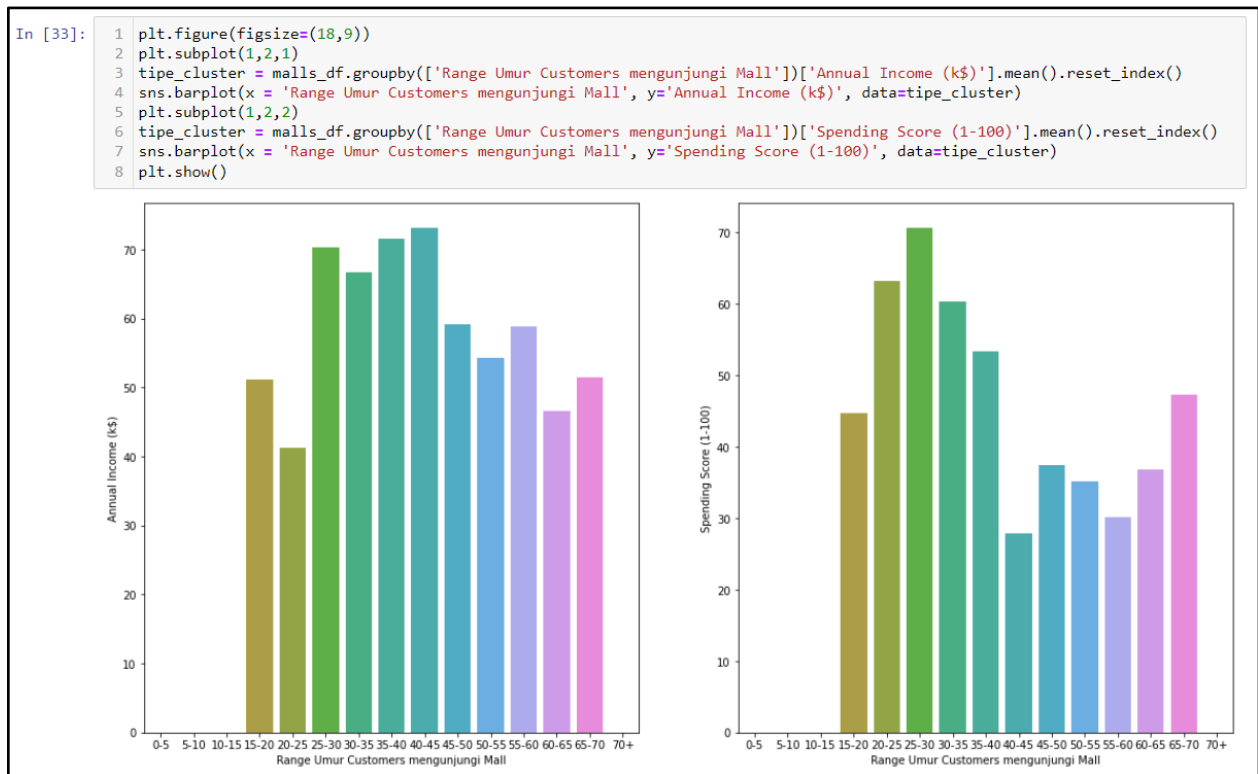 In [33]:
1 plt.figure(figsize=(18,9))
2 plt.subplot(1,2,1)
3 tipe_cluster = malls_df.groupby(['Range Umur Customers mengunjungi Mall'])['Annual Income (k$)'].mean().reset_index()
4 sns.barplot(x = 'Range Umur Customers mengunjungi Mall', y='Annual Income (k$)', data=tipe_cluster)
5 plt.subplot(1,2,2)
6 tipe_cluster = malls_df.groupby(['Range Umur Customers mengunjungi Mall'])['Spending Score (1-100)'].mean().reset_index()
7 sns.barplot(x = 'Range Umur Customers mengunjungi Mall', y='Spending Score (1-100)', data=tipe_cluster)
8 plt.show()
Annual Income (k$)
70
60
50
40
30
20
10
0
0-5 5-10 10-15 15-20 20-25 25-30 30-35 35-40 40-45 45-50 50-55 55-60 60-65 65-70 70+
Range Umur Customers mengunjungi Mall
Spending Score (1-100)
70
60
50
40
30
20
10
0
0-5 5-10 10-15 15-20 20-25 25-30 30-35 35-40 40-45 45-50 50-55 55-60 60-65 65-70 70+
Range Umur Customers mengunjungi Mall